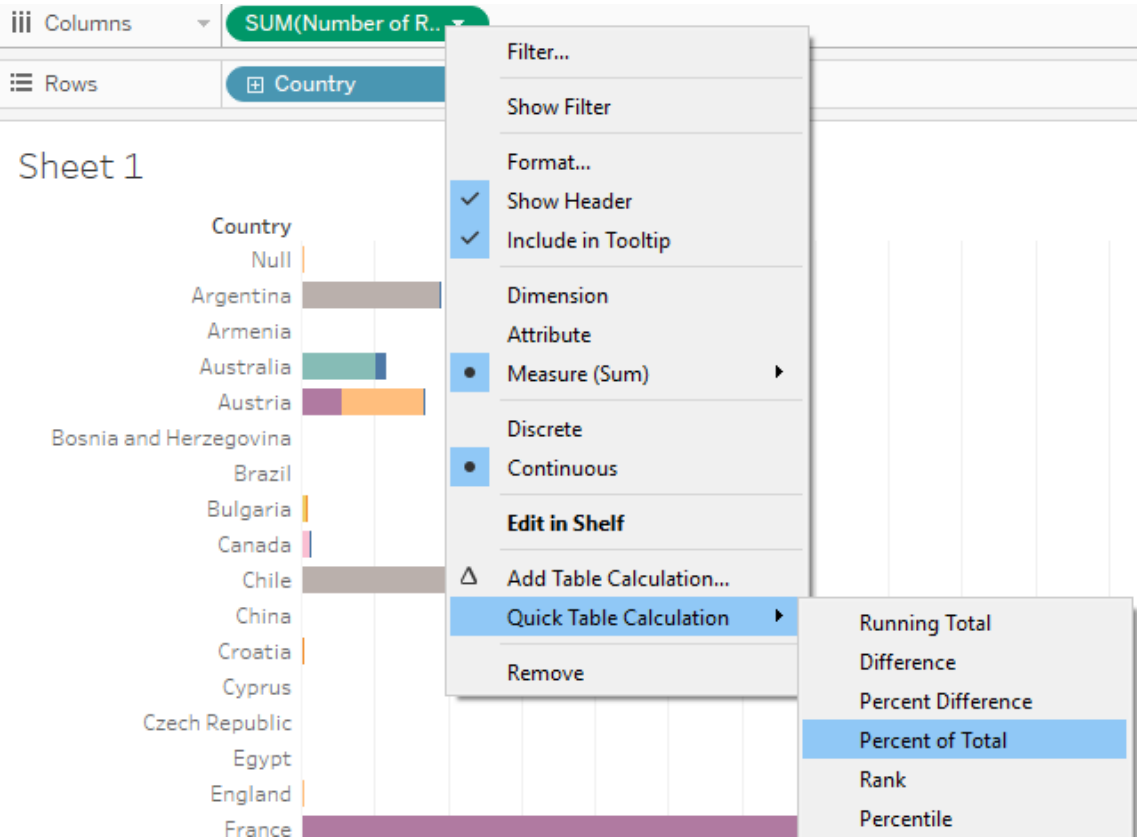 Columns
SUM(Number of R..
Rows
Country
Sheet 1
Country
Null
Argentina
Armenia
Australia
Austria
Bosnia and Herzegovina
Brazil
Bulgaria
Canada
Chile
China
Croatia
Cyprus
Czech Republic
Egypt
England
France
Filter...
Show Filter
Format...
Show Header
Include in Tooltip
Dimension
Attribute
Measure (Sum)
Discrete
Continuous
Edit in Shelf
Add Table Calculation...
Quick Table Calculation
Remove
Running Total
Difference
Percent Difference
Percent of Total
Rank
Percentile